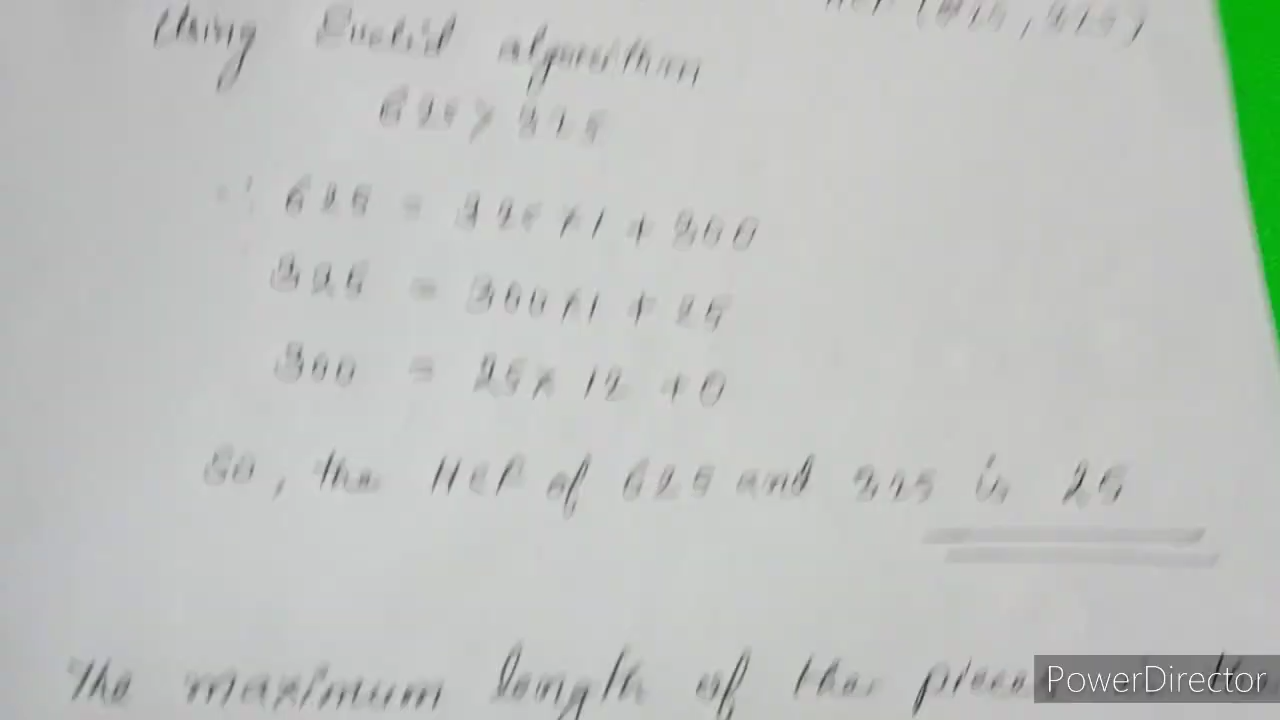 HCF (625, 325)
Using Euclid algorithm
625 > 325
∴ 625 = 325 × 1 + 300
325 = 300 × 1 + 25
300 = 25 × 12 + 0
So, the HCF of 625 and 325 is 25
The maximum length of the pieces
PowerDirector